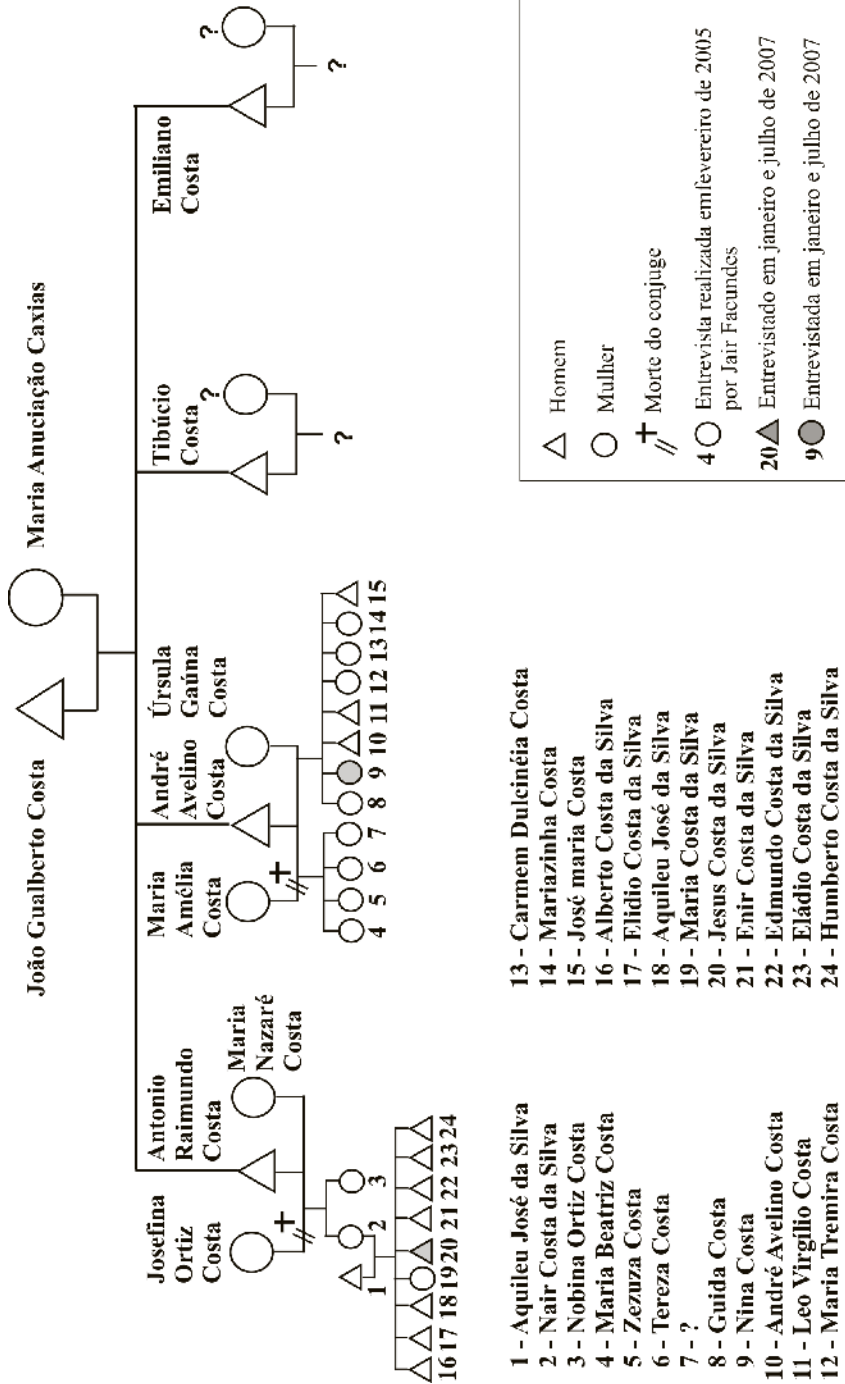 João Gualberto Costa
Maria Anuciação Caxias
Josefina
Ortiz
Costa
Antonio
Raimundo
Costa
Maria
Nazaré
Costa
Maria
Amélia
Costa
André
Avelino
Costa
Úrsula
Gaúna
Costa
Tibúcio
Costa
?
?
Emiliano
Costa
?
?
1
2
3
16 17 18 19 20 21 22 23 24
4 5 6 7 8 9 10 11 12 13 14 15
1 - Aquileu José da Silva
2 - Nair Costa da Silva
3 - Nobina Ortiz Costa
4 - Maria Beatriz Costa
5 - Zezuza Costa
6 - Tereza Costa
7 - ?
8 - Guida Costa
9 - Nina Costa
10 - André Avelino Costa
11 - Leo Virgílio Costa
12 - Maria Tremira Costa
13 - Carmem Dulcinéia Costa
14 - Mariazinha Costa
15 - José maria Costa
16 - Alberto Costa da Silva
17 - Elídio Costa da Silva
18 - Aquileu José da Silva
19 - Maria Costa da Silva
20 - Jesus Costa da Silva
21 - Enir Costa da Silva
22 - Edmundo Costa da Silva
23 - Eládio Costa da Silva
24 - Humberto Costa da Silva
Homem
Mulher
Morte do conjuge
4 Entrevista realizada emfevereiro de 2005
por Jair Facundes
20 Entrevistado em janeiro e julho de 2007
9 Entrevistada em janeiro e julho de 2007